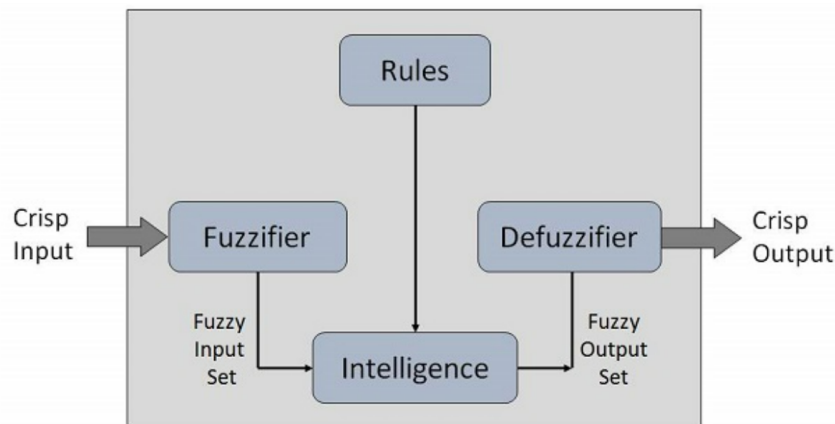 Rules
Crisp
Input
Fuzzifier
Defuzzifier
Crisp
Output
Fuzzy
Input
Set
Intelligence
Fuzzy
Output
Set